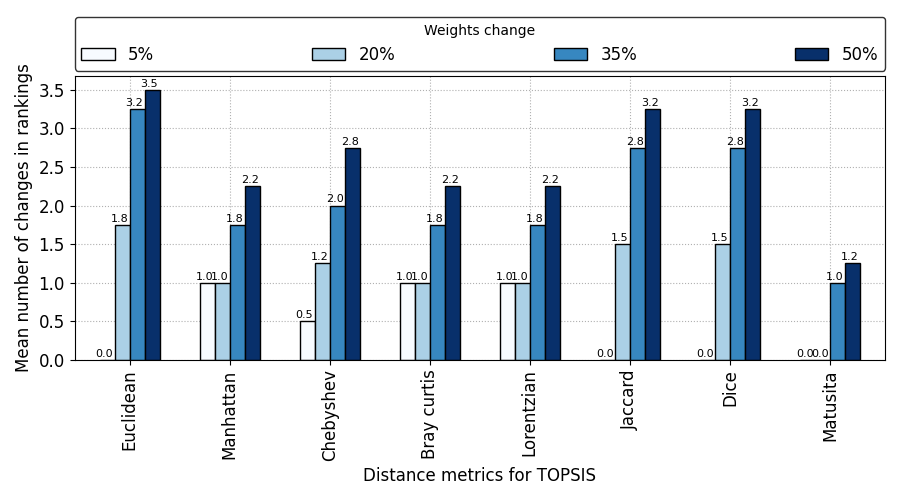 Weights change
5% 20% 35% 50%
Mean number of changes in rankings
3.5
3.0
2.5
2.0
1.5
1.0
0.5
0.0
0.0 1.8 3.2 3.5
1.0 1.0 1.8 2.2
0.5 1.2 2.0 2.8
1.0 1.0 1.8 2.2
1.0 1.0 1.8 2.2
0.0 1.5 2.8 3.2
0.0 1.5 2.8 3.2
0.0 0.0 1.0 1.2
Euclidean
Manhattan
Chebyshev
Bray curtis
Lorentzian
Jaccard
Dice
Matusita
Distance metrics for TOPSIS